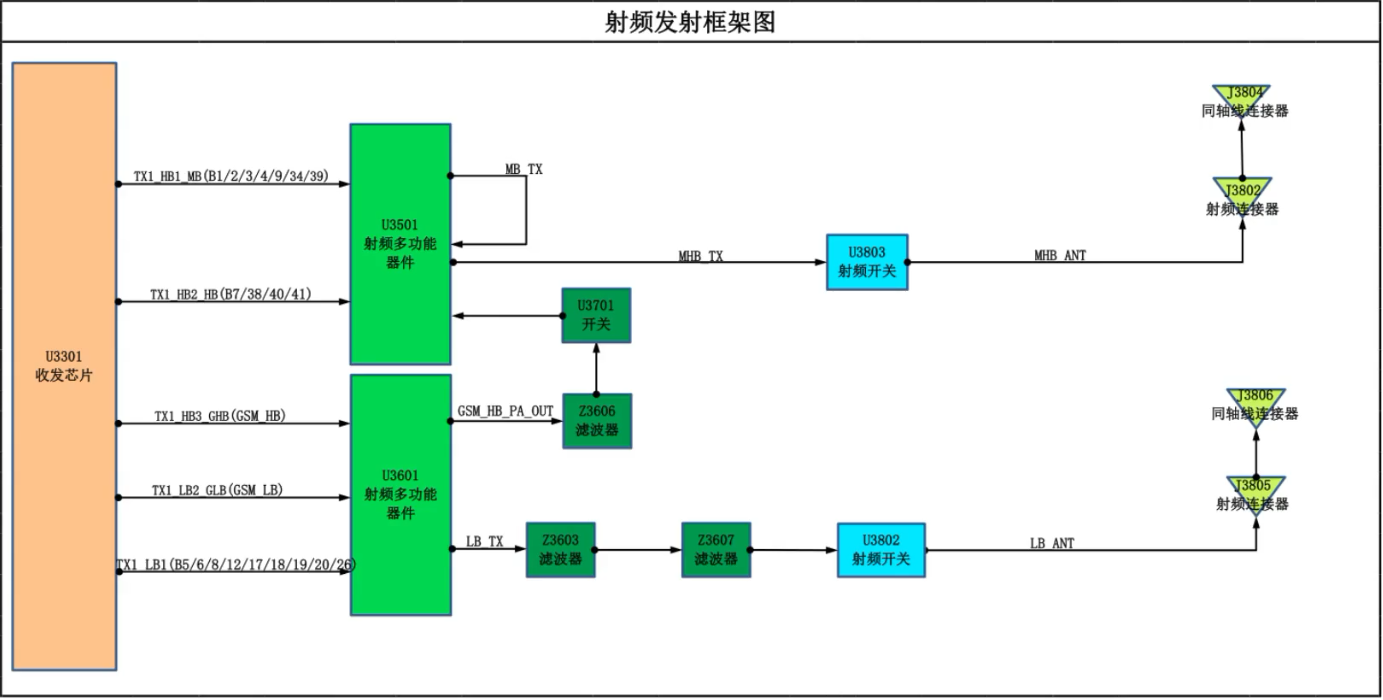 射频发射框架图
J3804
同轴线连接器
TX1_HB1_MB(B1/2/3/4/9/34/39)
MB_TX
J3802
射频连接器
U3501
射频多功能
器件
MHB_TX
U3803
射频开关
MHB_ANT
TX1_HB2_HB(B7/38/40/41)
U3701
开关
U3301
收发芯片
TX1_HB3_GHB(GSM_HB)
GSM_HB_PA_OUT
Z3606
滤波器
J3806
同轴线连接器
U3601
射频多功能
器件
TX1_LB2_GLB(GSM_LB)
J3805
射频连接器
LB_TX
Z3603
滤波器
Z3607
滤波器
U3802
射频开关
LB_ANT
TX1_LB1(B5/6/8/12/17/18/19/20/26)